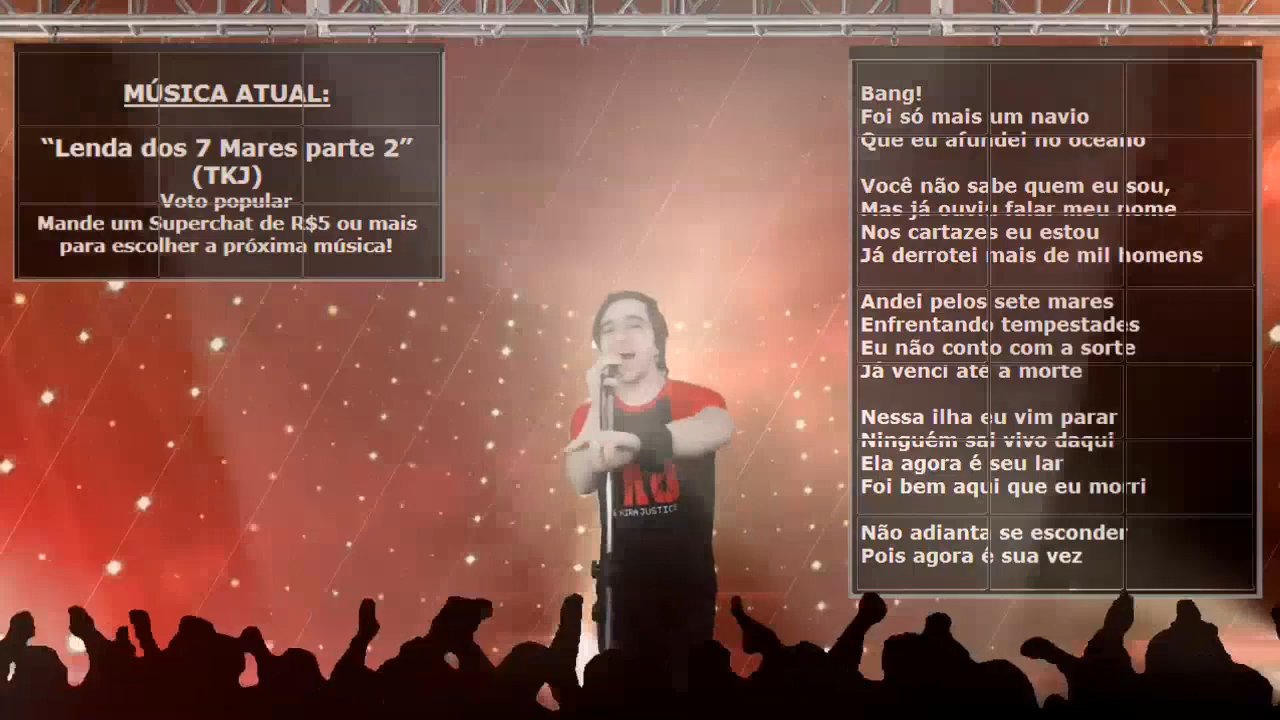 MÚSICA ATUAL:
“Lenda dos 7 Mares parte 2”
(TKJ)
Voto popular
Mande um Superchat de R$5 ou mais
para escolher a próxima música!
Bang!
Foi só mais um navio
Que eu afundei no oceano
Você não sabe quem eu sou,
Mas já ouviu falar meu nome
Nos cartazes eu estou
Já derrotei mais de mil homens
Andei pelos sete mares
Enfrentando tempestades
Eu não conto com a sorte
Já venci até a morte
Nessa ilha eu vim parar
Ninguém sai vivo daqui
Ela agora é seu lar
Foi bem aqui que eu morri
Não adianta se esconder
Pois agora é sua vez
KIRA JUSTICE